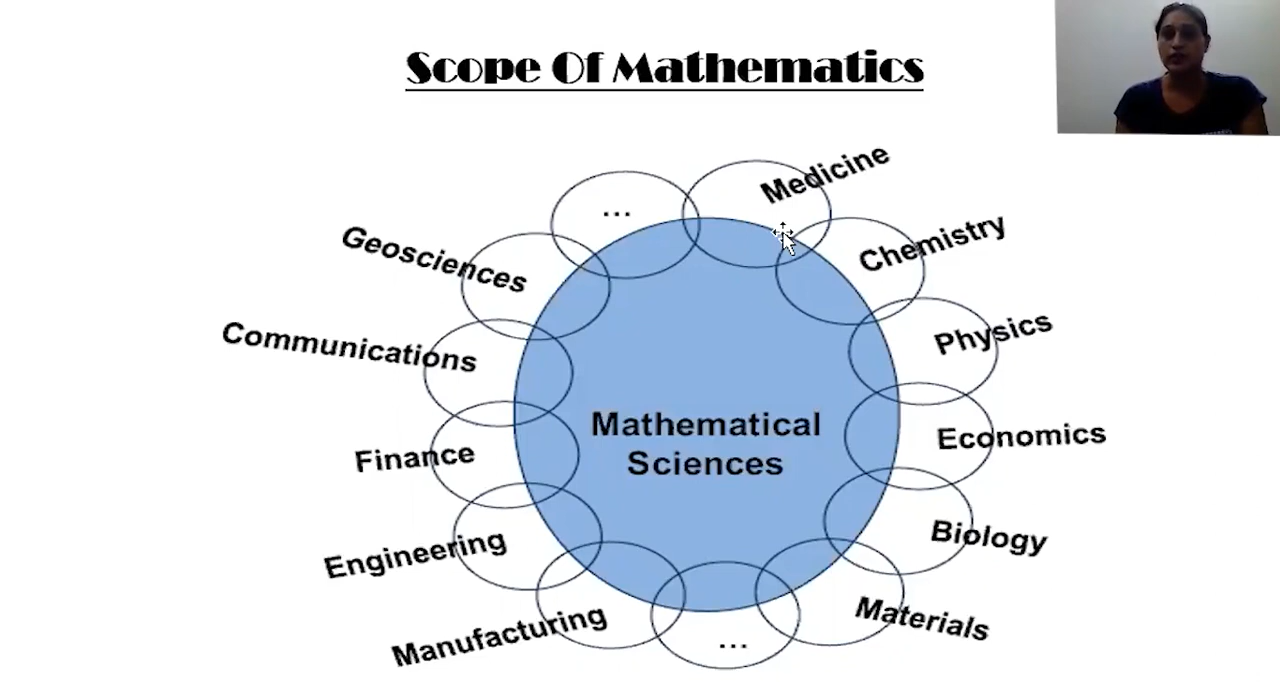 Scope Of Mathematics
Medicine
...
Chemistry
Geosciences
Physics
Communications
Mathematical
Sciences
Economics
Finance
Biology
Engineering
Materials
Manufacturing
...